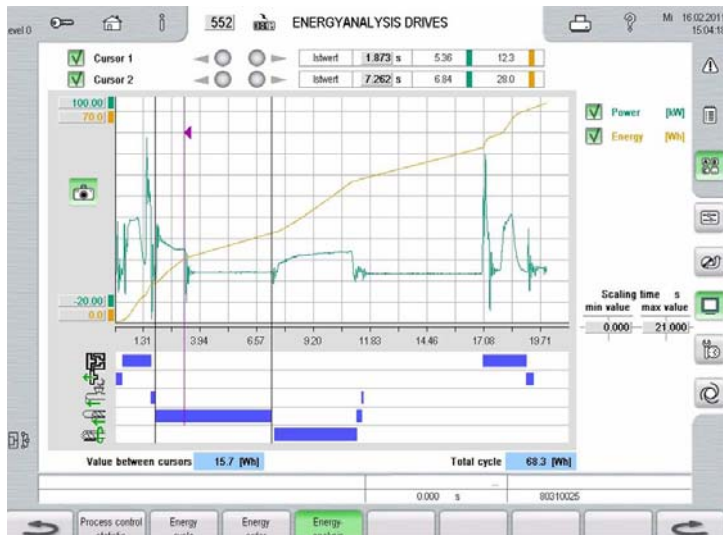 evel 0
552
ENERGYANALYSIS DRIVES
Mi 16.02.201
15:04:18
Cursor 1
Istwert
1.873 s
5.36
12.3
Cursor 2
Istwert
7.262 s
6.84
28.0
100.00
70.0
Power [kW]
Energy [Wh]
-20.00
0.0
Scaling time s
min value max value
0.000 21.000
1.31 3.94 6.57 9.20 11.83 14.46 17.08 19.71
Value between cursors 15.7 [Wh]
Total cycle 68.3 [Wh]
...
0.000 s
80310025
Process control
Energy
Energy
Energy-